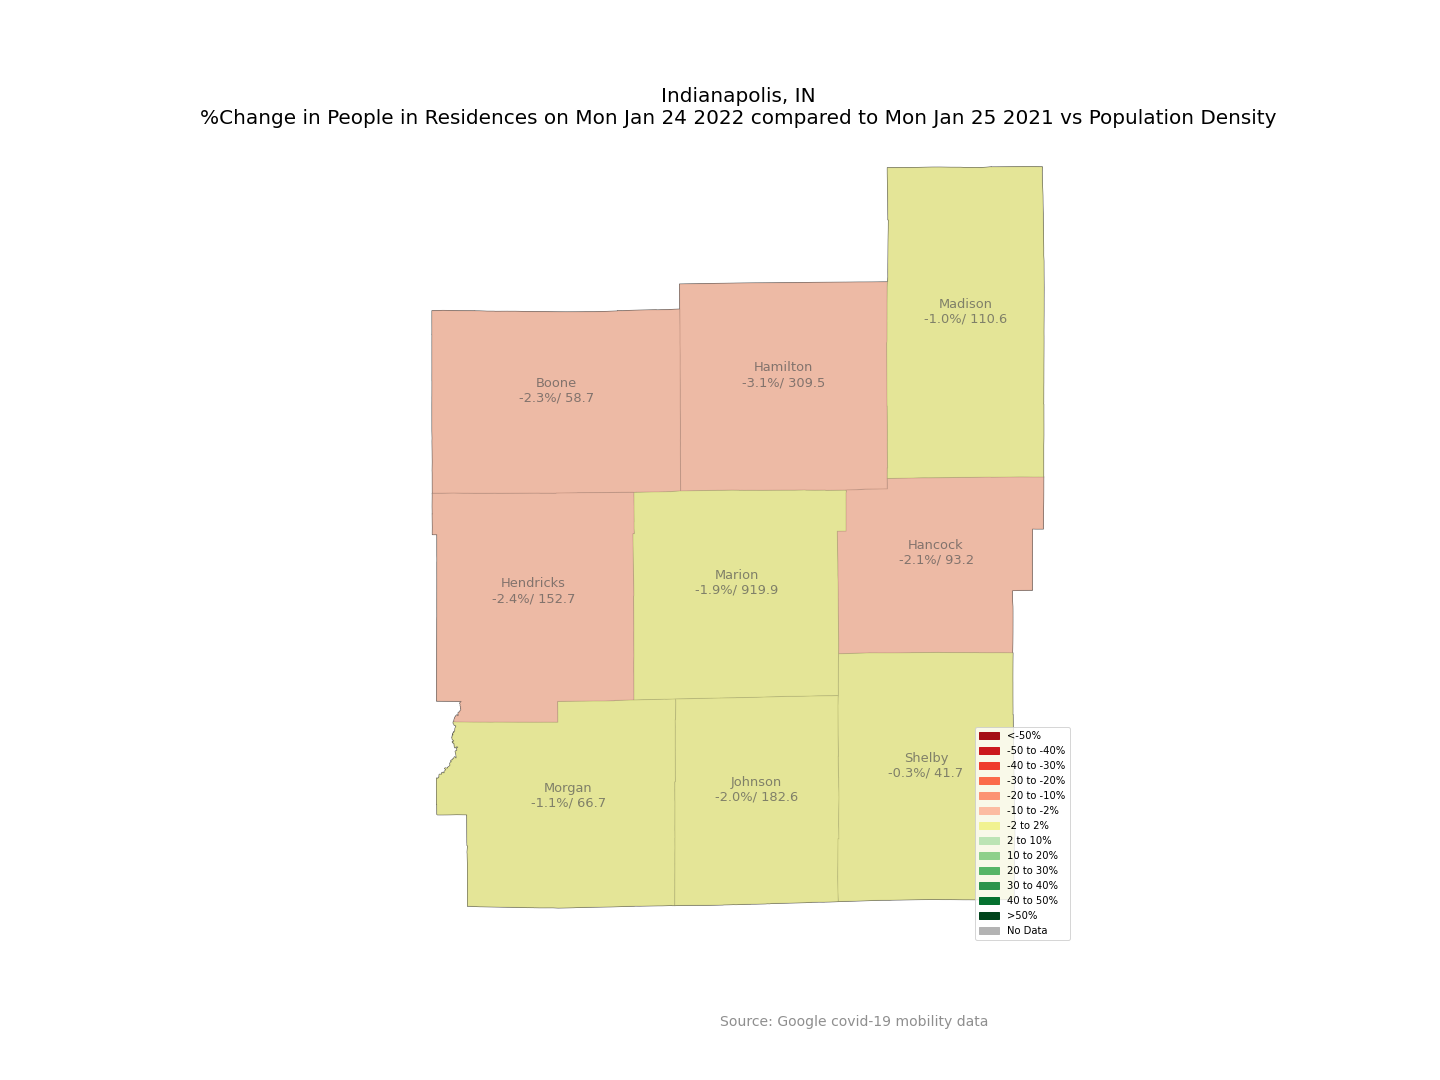 Indianapolis, IN
%Change in People in Residences on Mon Jan 24 2022 compared to Mon Jan 25 2021 vs Population Density
Madison
-1.0%/ 110.6
Hamilton
-3.1%/ 309.5
Boone
-2.3%/ 58.7
Hancock
-2.1%/ 93.2
Marion
-1.9%/ 919.9
Hendricks
-2.4%/ 152.7
Shelby
-0.3%/ 41.7
Johnson
-2.0%/ 182.6
Morgan
-1.1%/ 66.7
<-50%
-50 to -40%
-40 to -30%
-30 to -20%
-20 to -10%
-10 to -2%
-2 to 2%
2 to 10%
10 to 20%
20 to 30%
30 to 40%
40 to 50%
>50%
No Data
Source: Google covid-19 mobility data